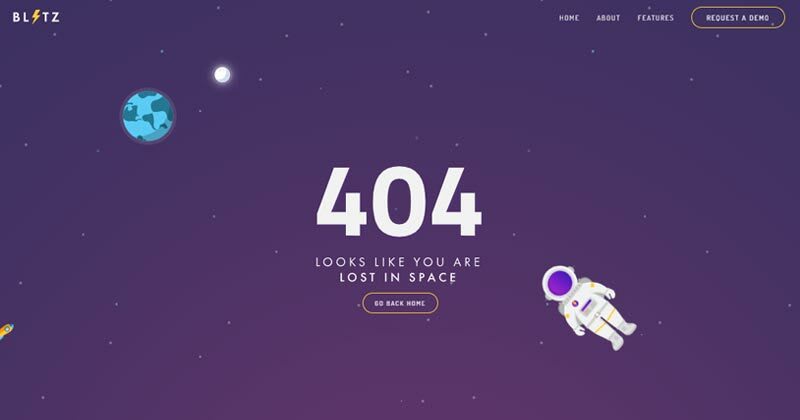 BLITZ
HOME ABOUT FEATURES REQUEST A DEMO
404
LOOKS LIKE YOU ARE
LOST IN SPACE
GO BACK HOME